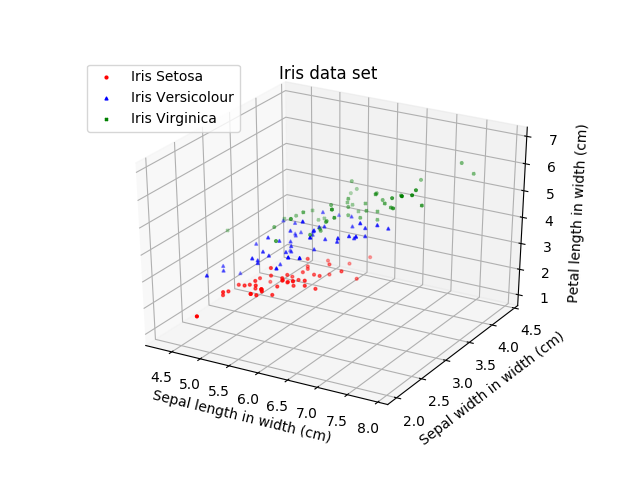 Iris data set
Iris Setosa
Iris Versicolour
Iris Virginica
4.5 5.0 5.5 6.0 6.5 7.0 7.5 8.0
Sepal length in width (cm)
2.0 2.5 3.0 3.5 4.0 4.5
Sepal width in width (cm)
1 2 3 4 5 6 7
Petal length in width (cm)